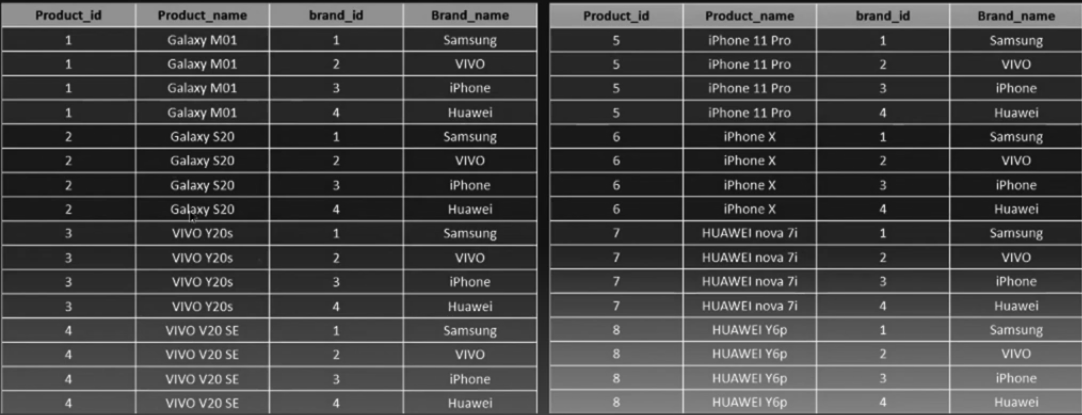 Product_id Product_name brand_id Brand_name
1 Galaxy M01 1 Samsung
1 Galaxy M01 2 VIVO
1 Galaxy M01 3 iPhone
1 Galaxy M01 4 Huawei
2 Galaxy S20 1 Samsung
2 Galaxy S20 2 VIVO
2 Galaxy S20 3 iPhone
2 Galaxy S20 4 Huawei
3 VIVO Y20s 1 Samsung
3 VIVO Y20s 2 VIVO
3 VIVO Y20s 3 iPhone
3 VIVO Y20s 4 Huawei
4 VIVO V20 SE 1 Samsung
4 VIVO V20 SE 2 VIVO
4 VIVO V20 SE 3 iPhone
4 VIVO V20 SE 4 Huawei
Product_id Product_name brand_id Brand_name
5 iPhone 11 Pro 1 Samsung
5 iPhone 11 Pro 2 VIVO
5 iPhone 11 Pro 3 iPhone
5 iPhone 11 Pro 4 Huawei
6 iPhone X 1 Samsung
6 iPhone X 2 VIVO
6 iPhone X 3 iPhone
6 iPhone X 4 Huawei
7 HUAWEI nova 7i 1 Samsung
7 HUAWEI nova 7i 2 VIVO
7 HUAWEI nova 7i 3 iPhone
7 HUAWEI nova 7i 4 Huawei
8 HUAWEI Y6p 1 Samsung
8 HUAWEI Y6p 2 VIVO
8 HUAWEI Y6p 3 iPhone
8 HUAWEI Y6p 4 Huawei